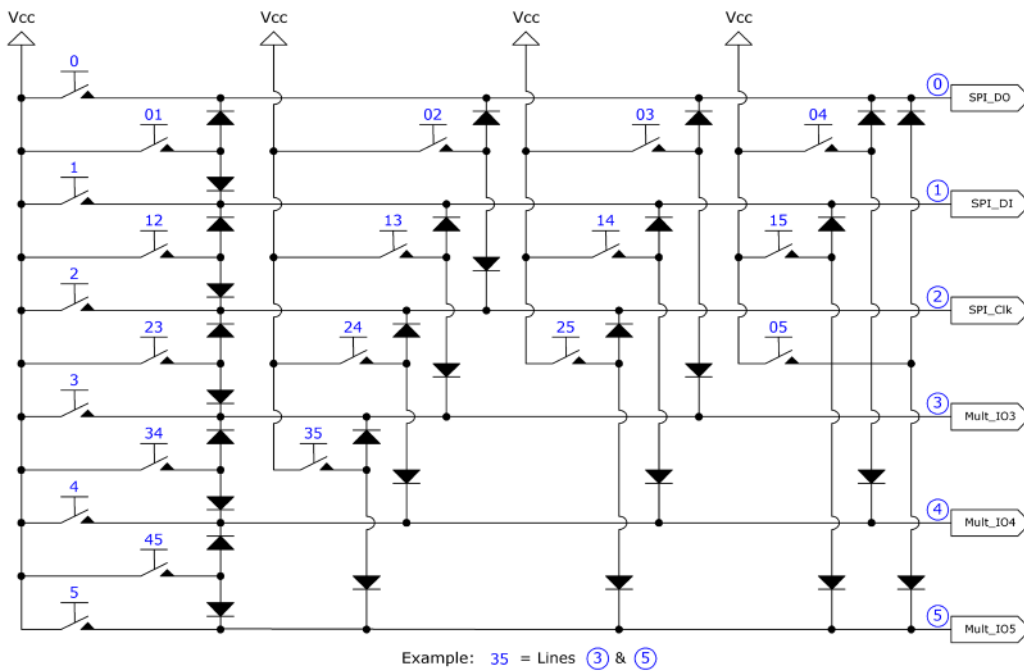 Vcc Vcc Vcc Vcc
0
0 SPI_DO
01 02 03 04
1
1 SPI_DI
12 13 14 15
2
2 SPI_Clk
23 24 25 05
3
3 Mult_IO3
34 35
4
4 Mult_IO4
45
5
5 Mult_IO5
Example: 35 = Lines 3 & 5